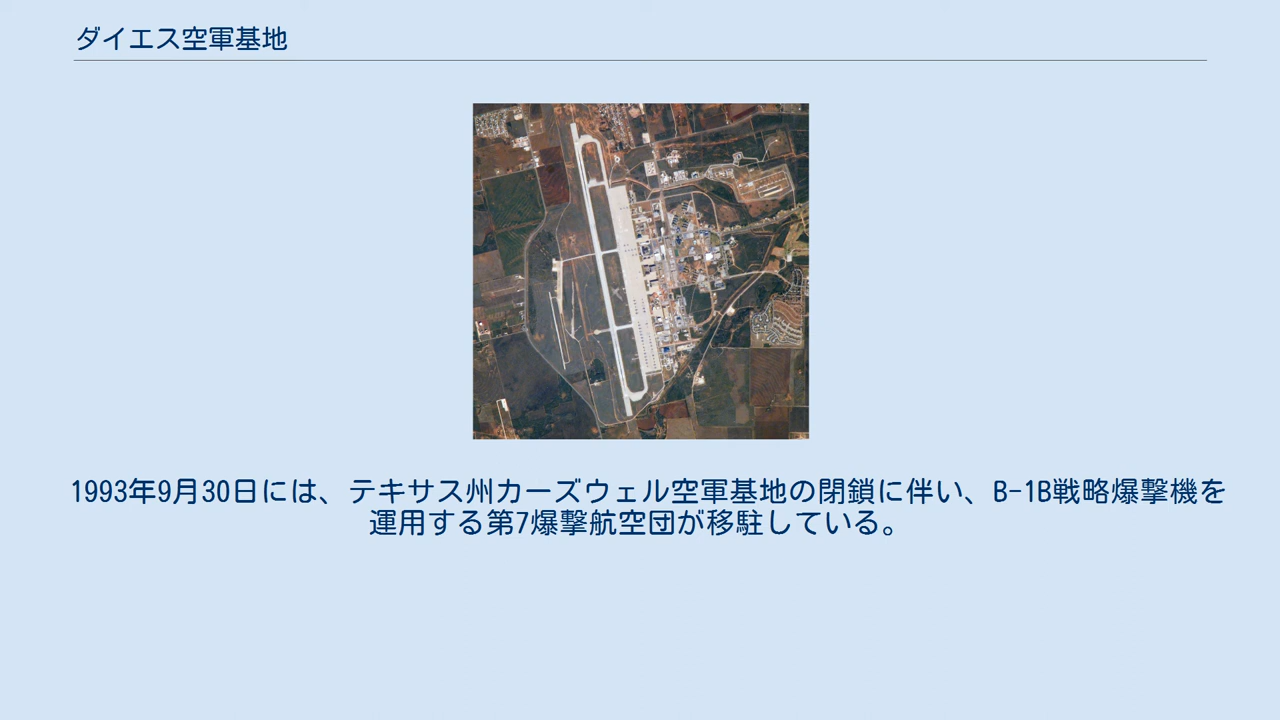 ダイエス空軍基地
1993年9月30日には、テキサス州カーズウェル空軍基地の閉鎖に伴い、B-1B戦略爆撃機を
運用する第7爆撃航空団が移駐している。